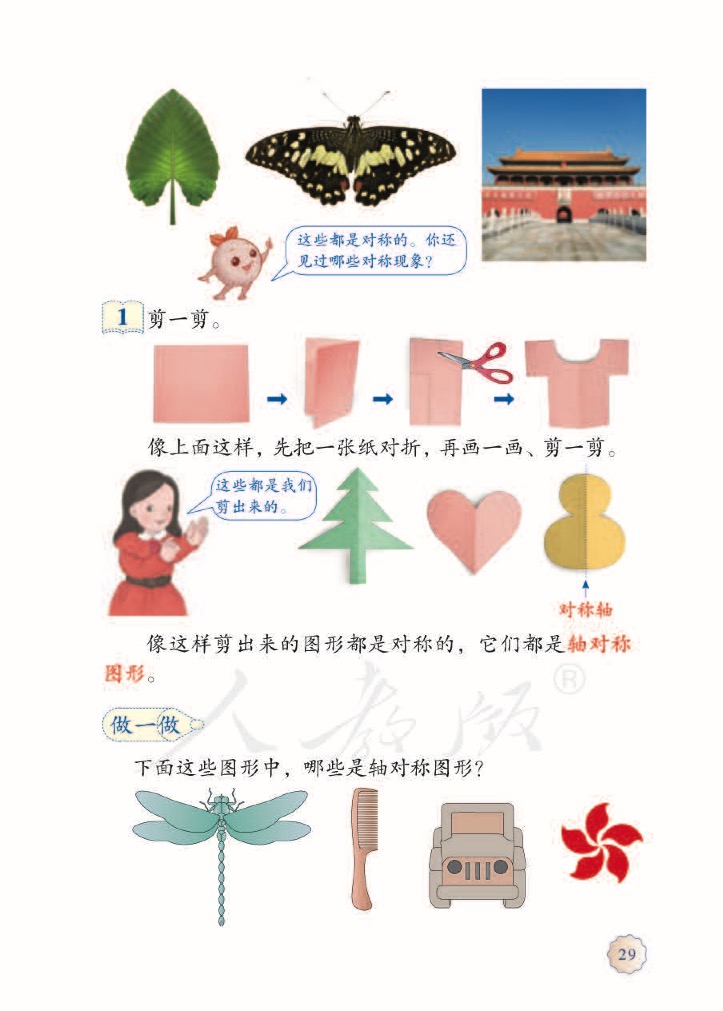 这些都是对称的。你还
见过哪些对称现象?
1 剪一剪。
像上面这样,先把一张纸对折,再画一画、剪一剪。
这些都是我们
剪出来的。
对称轴
像这样剪出来的图形都是对称的,它们都是轴对称
图形。
人教版®
做一做
下面这些图形中,哪些是轴对称图形?
29